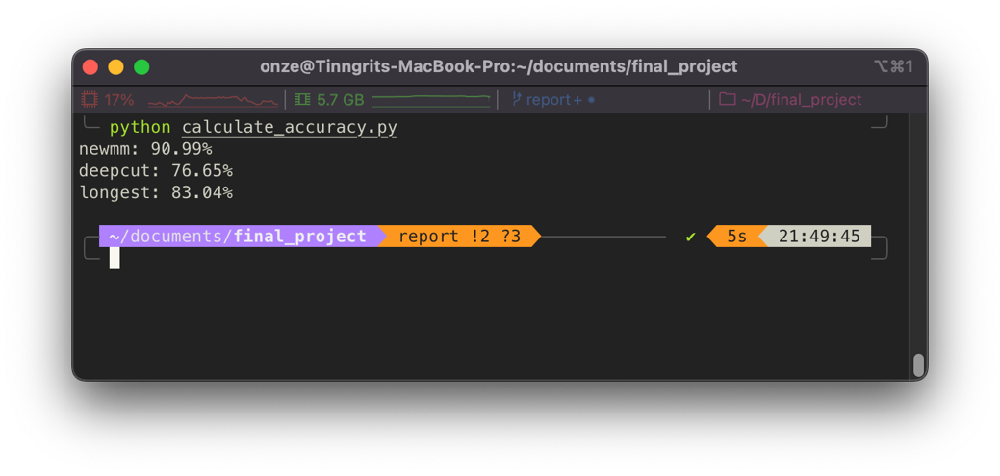 onze@Tinngrits-MacBook-Pro:~/documents/final_project ⌥⌘1
17% 5.7 GB report+ • ~/D/final_project
python calculate_accuracy.py
newmm: 90.99%
deepcut: 76.65%
longest: 83.04%
~/documents/final_project report !2 ?3 ✔ 5s 21:49:45